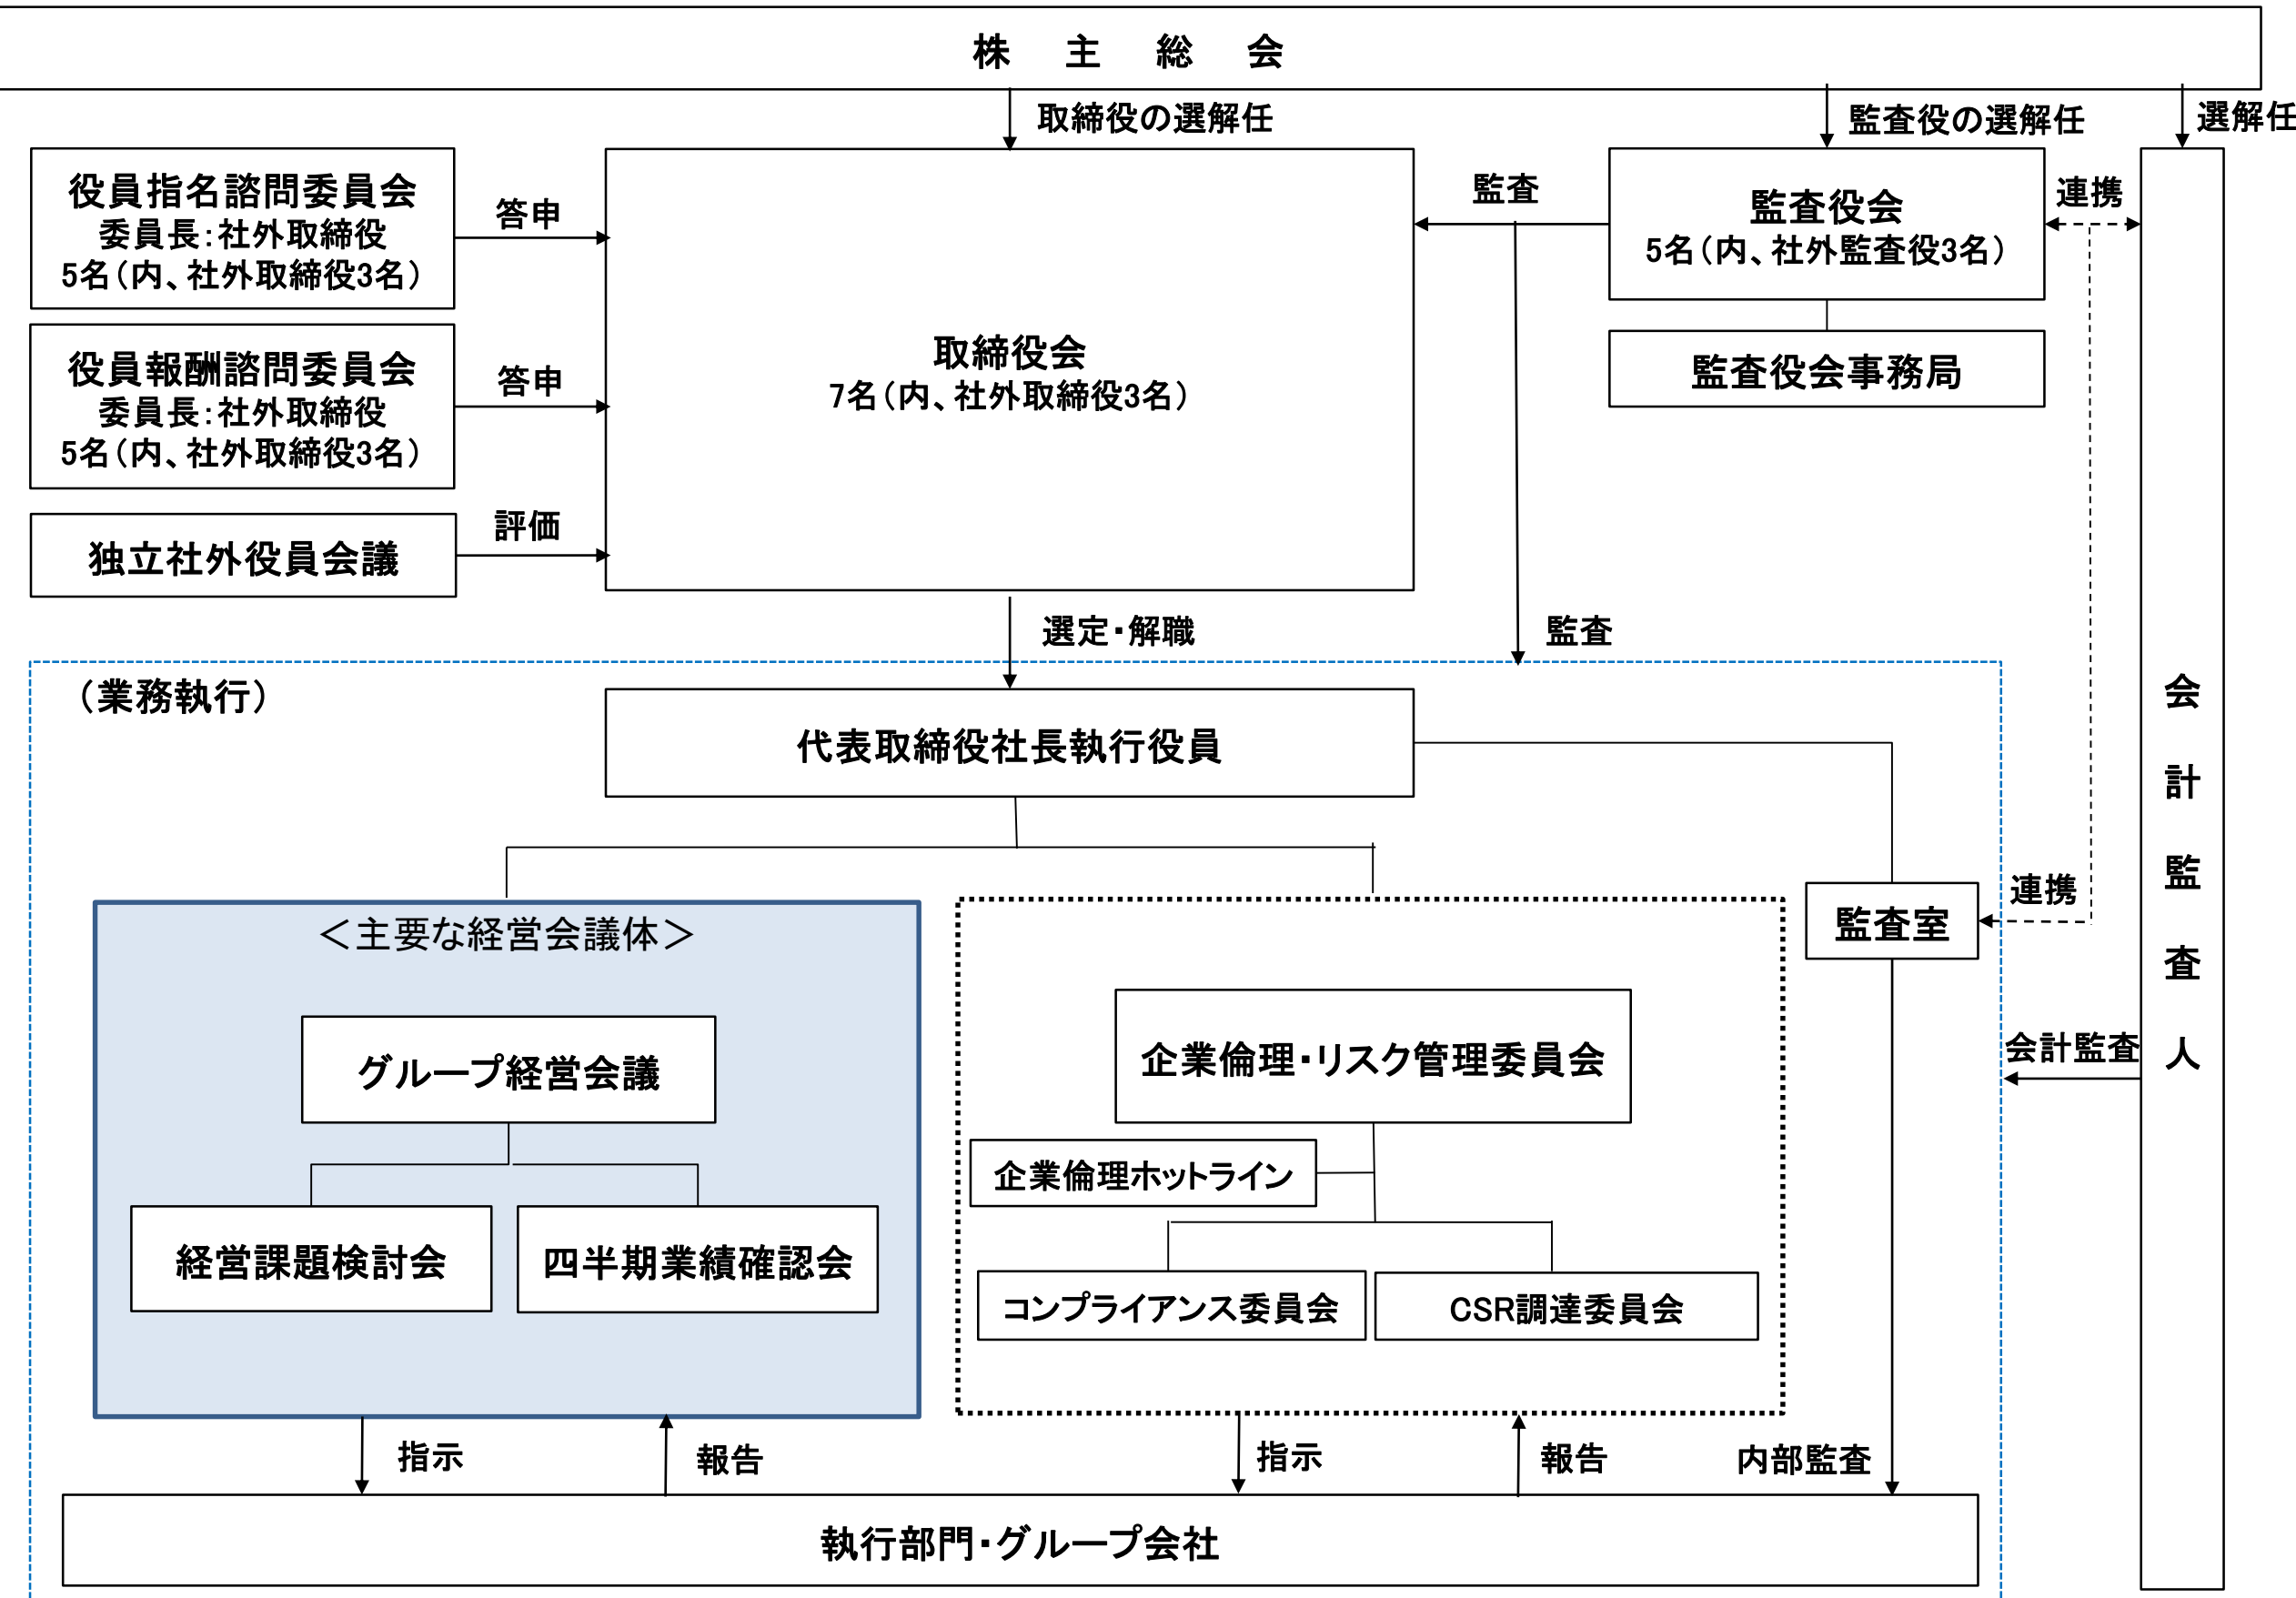 株主総会
取締役の選解任
監査役の選解任
選解任
役員指名諮問委員会
委員長:社外取締役
5名(内、社外取締役3名)
答申
監査
監査役会
5名(内、社外監査役3名)
連携
役員報酬諮問委員会
委員長:社外取締役
5名(内、社外取締役3名)
答申
取締役会
7名(内、社外取締役3名)
監査役会事務局
独立社外役員会議
評価
選定・解職
監査
(業務執行)
代表取締役社長執行役員
会計監査人
<主要な経営会議体>
監査室
連携
グループ経営会議
企業倫理・リスク管理委員会
会計監査
企業倫理ホットライン
経営課題検討会
四半期業績確認会
コンプライアンス委員会
CSR調達委員会
指示
報告
指示
報告
内部監査
執行部門・グループ会社